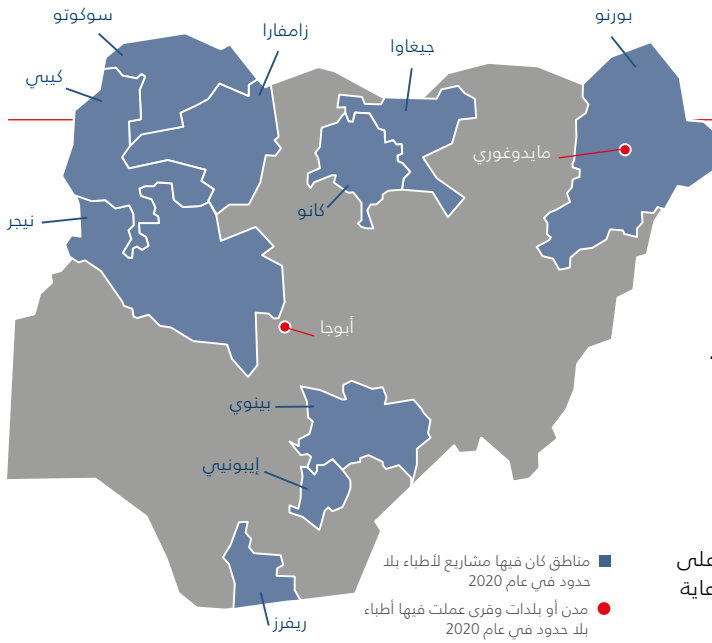 سوكوتو
زامفارا
بورنو
كيبي
جيغاوا
مايدوغوري
كانو
نيجر
أبوجا
بينوي
إيبونيي
ريفرز
مناطق كان فيها مشاريع لأطباء بلا
حدود في عام 2020
مدن أو بلدات وقرى عملت فيها أطباء
بلا حدود في عام 2020
على